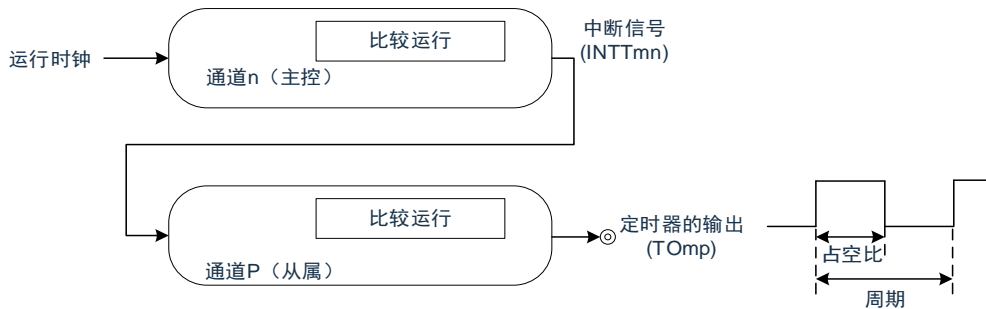 运行时钟
比较运行
通道n（主控）
中断信号
(INTTmn)
比较运行
通道P（从属）
定时器的输出
(TOmp)
占空比
周期